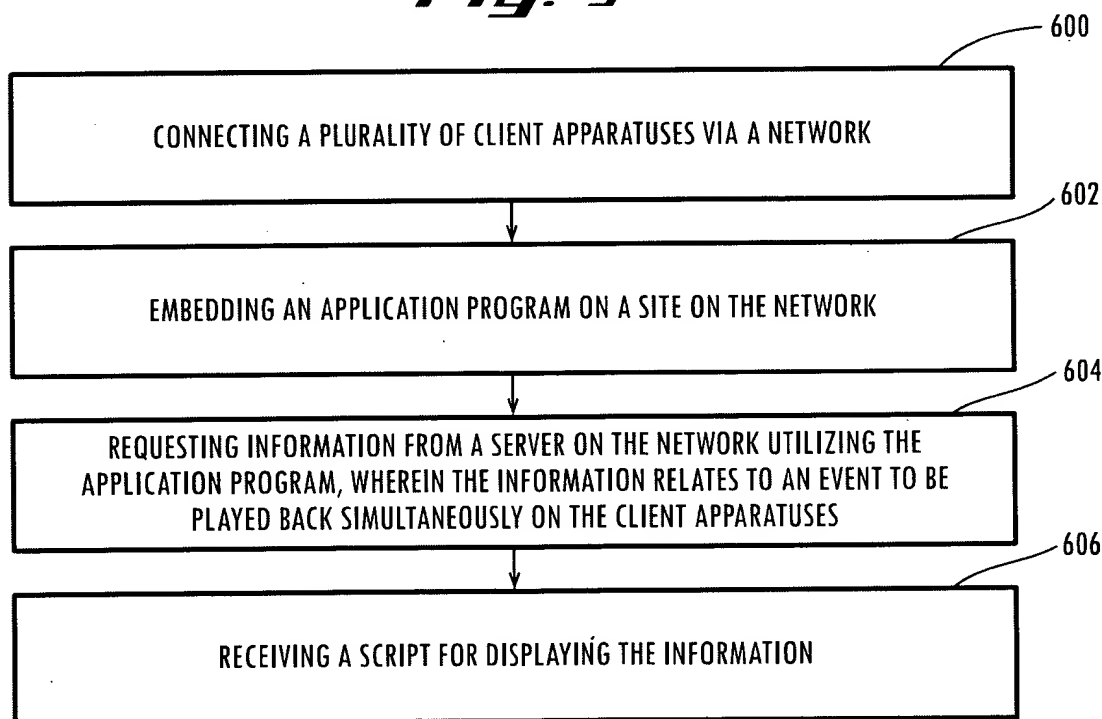 Fig.
600
CONNECTING A PLURALITY OF CLIENT APPARATUSES VIA A NETWORK
602
EMBEDDING AN APPLICATION PROGRAM ON A SITE ON THE NETWORK
604
REQUESTING INFORMATION FROM A SERVER ON THE NETWORK UTILIZING THE
APPLICATION PROGRAM, WHEREIN THE INFORMATION RELATES TO AN EVENT TO BE
PLAYED BACK SIMULTANEOUSLY ON THE CLIENT APPARATUSES
606
RECEIVING A SCRIPT FOR DISPLAYING THE INFORMATION